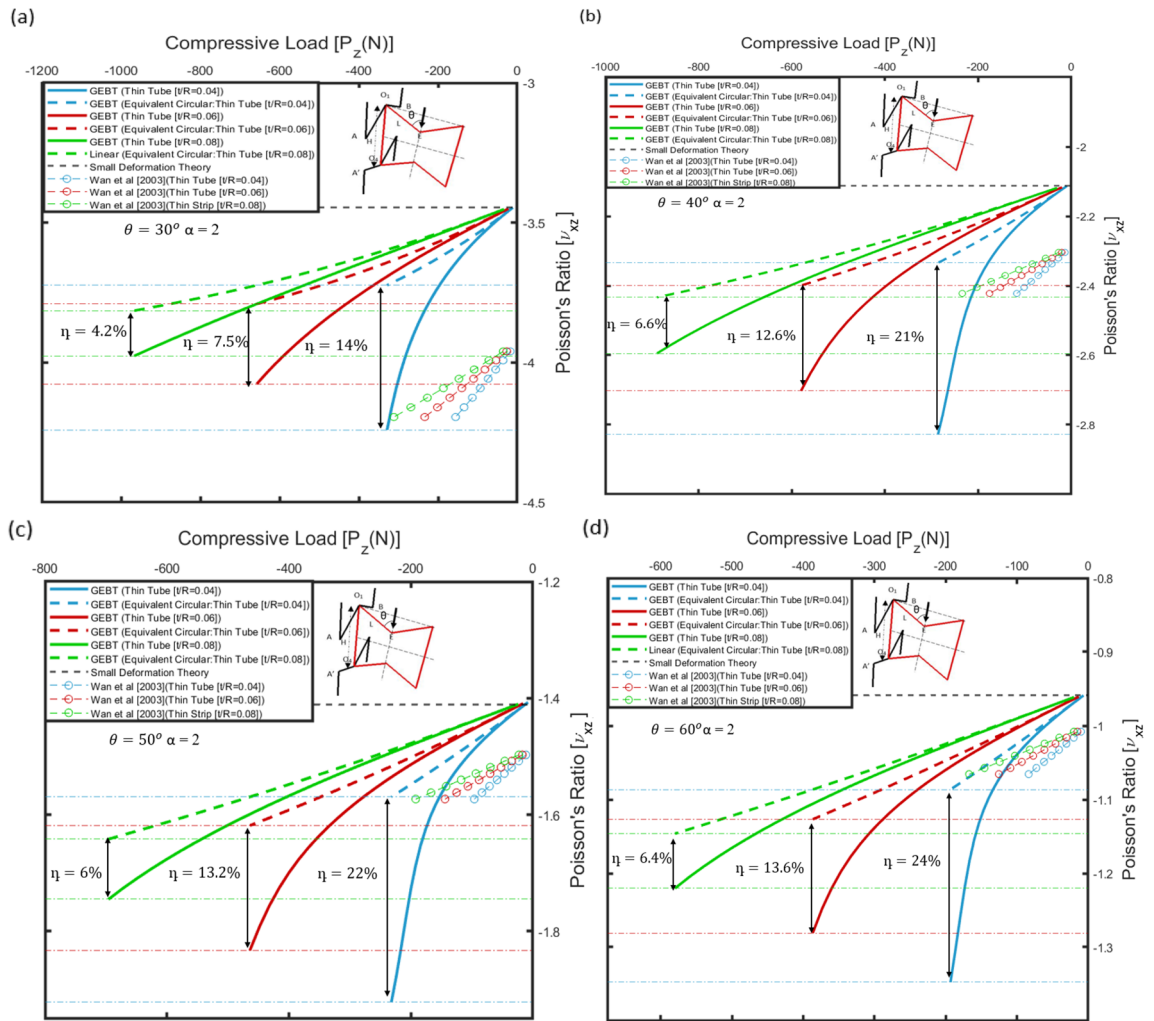 (a)
Compressive Load [P_z(N)]
-1200 -1000 -800 -600 -400 -200 0
-3
GEBT (Thin Tube [t/R=0.04])
GEBT (Equivalent Circular:Thin Tube [t/R=0.04])
GEBT (Thin Tube [t/R=0.06])
GEBT (Equivalent Circular:Thin Tube [t/R=0.06])
GEBT (Thin Tube [t/R=0.08])
Linear (Equivalent Circular:Thin Tube [t/R=0.08])
Small Deformation Theory
Wan et al [2003](Thin Tube [t/R=0.04])
Wan et al [2003](Thin Tube [t/R=0.06])
Wan et al [2003](Thin Strip [t/R=0.08])
O₁ B θ
A L
H
A'
θ = 30° α = 2
-3.5
Poisson's Ratio [ν_xz]
η = 4.2%
η = 7.5%
η = 14%
-4
-4.5
(b)
Compressive Load [P_z(N)]
-1000 -800 -600 -400 -200 0
GEBT (Thin Tube [t/R=0.04])
GEBT (Equivalent Circular:Thin Tube [t/R=0.04])
GEBT (Thin Tube [t/R=0.06])
GEBT (Equivalent Circular:Thin Tube [t/R=0.06])
GEBT (Thin Tube [t/R=0.08])
GEBT (Equivalent Circular:Thin Tube [t/R=0.08])
Small Deformation Theory
Wan et al [2003](Thin Tube [t/R=0.04])
Wan et al [2003](Thin Tube [t/R=0.06])
Wan et al [2003](Thin Strip [t/R=0.08])
O₁ B θ
A L
H
A'
θ = 40° α = 2
-2
-2.2
-2.4
-2.6
-2.8
Poisson's Ratio [ν_xz]
η = 6.6%
η = 12.6%
η = 21%
(c)
Compressive Load [P_z(N)]
-800 -600 -400 -200 0
-1.2
GEBT (Thin Tube [t/R=0.04])
GEBT (Equivalent Circular:Thin Tube [t/R=0.04])
GEBT (Thin Tube [t/R=0.06])
GEBT (Equivalent Circular:Thin Tube [t/R=0.06])
GEBT (Thin Tube [t/R=0.08])
GEBT (Equivalent Circular:Thin Tube [t/R=0.08])
Small Deformation Theory
Wan et al [2003](Thin Tube [t/R=0.04])
Wan et al [2003](Thin Tube [t/R=0.06])
Wan et al [2003](Thin Strip [t/R=0.08])
O₁ B θ
A L
H
A'
θ = 50° α = 2
-1.4
-1.6
-1.8
Poisson's Ratio [ν_xz]
η = 6%
η = 13.2%
η = 22%
(d)
Compressive Load [P_z(N)]
-600 -500 -400 -300 -200 -100 0
-0.8
GEBT (Thin Tube [t/R=0.04])
GEBT (Equivalent Circular:Thin Tube [t/R=0.04])
GEBT (Thin Tube [t/R=0.06])
GEBT (Equivalent Circular:Thin Tube [t/R=0.06])
GEBT (Thin Tube [t/R=0.08])
Linear (Equivalent Circular:Thin Tube [t/R=0.08])
Small Deformation Theory
Wan et al [2003](Thin Tube [t/R=0.04])
Wan et al [2003](Thin Tube [t/R=0.06])
Wan et al [2003](Thin Strip [t/R=0.08])
O₁ B θ
A L
H
A'
θ = 60° α = 2
-0.9
-1
-1.1
-1.2
-1.3
Poisson's Ratio [ν_xz]
η = 6.4%
η = 13.6%
η = 24%